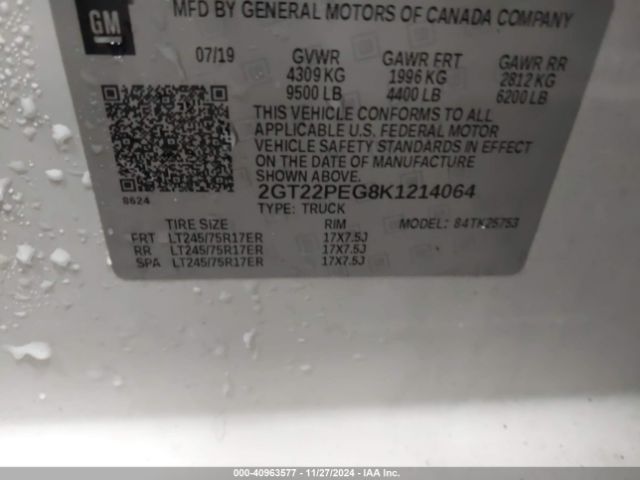 GM
MFD BY GENERAL MOTORS OF CANADA COMPANY
07/19 GVWR GAWR FRT GAWR RR
4309 KG 1996 KG 2812 KG
9500 LB 4400 LB 6200 LB
THIS VEHICLE CONFORMS TO ALL
APPLICABLE U.S. FEDERAL MOTOR
VEHICLE SAFETY STANDARDS IN EFFECT
ON THE DATE OF MANUFACTURE
SHOWN ABOVE.
8624
2GT22PEG8K1214064
TYPE: TRUCK MODEL: 84TK25753
TIRE SIZE RIM
FRT LT245/75R17ER 17X7.5J
RR LT245/75R17ER 17X7.5J
SPA LT245/75R17ER 17X7.5J
000-40963577 - 11/27/2024 - IAA Inc.